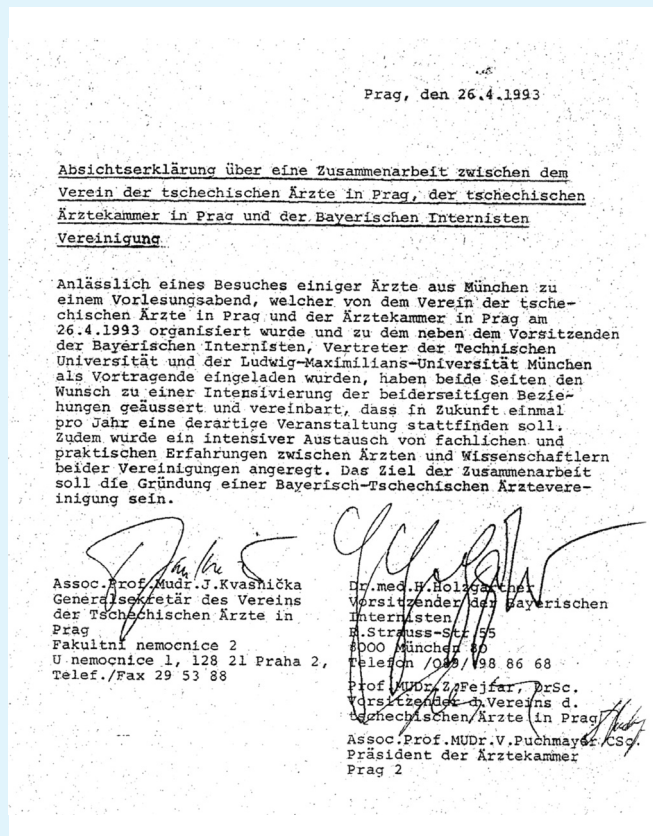 Prag, den 26.4.1993
Absichtserklärung über eine Zusammenarbeit zwischen dem
Verein der tschechischen Ärzte in Prag, der tschechischen
Ärztekammer in Prag und der Bayerischen Internisten
Vereinigung
Anlässlich eines Besuches einiger Ärzte aus München zu
einem Vorlesungsabend, welcher von dem Verein der tsche-
chischen Ärzte in Prag und der Ärztekammer in Prag am
26.4.1993 organisiert wurde und zu dem neben dem Vorsitzenden
der Bayerischen Internisten, Vertreter der Technischen
Universität und der Ludwig-Maximilians-Universität München
als Vortragende eingeladen wurden, haben beide Seiten den
Wunsch zu einer Intensivierung der beiderseitigen Bezie-
hungen geäussert und vereinbart, dass in Zukunft einmal
pro Jahr eine derartige Veranstaltung stattfinden soll.
Zudem wurde ein intensiver Austausch von fachlichen und
praktischen Erfahrungen zwischen Ärzten und Wissenschaftlern
beider Vereinigungen angeregt. Das Ziel der Zusammenarbeit
soll die Gründung einer Bayerisch-Tschechischen Ärztevere-
inigung sein.
Assoc.Prof.Mudr.J.Kvasnička
Generalsekretär des Vereins
der Tschechischen Ärzte in
Prag
Fakultní nemocnice 2
U nemocnice 1, 128 21 Praha 2,
Telef./Fax 29 53 88
Dr.med.H.Holzgartner
Vorsitzender der Bayerischen
Internisten
R.Strauss-Str 55
8000 München 80
Telefon /089/ 98 86 68
Prof.MUDr.Z.Fejfar, DrSc.
Vorsitzender d.Vereins d.
tschechischen Ärzte in Prag
Assoc.Prof.MUDr.V.Puchmayer CSc.
Präsident der Ärztekammer
Prag 2